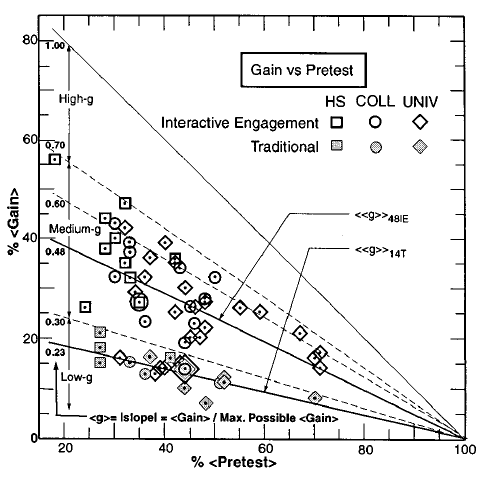 Gain vs Pretest
HS COLL UNIV
Interactive Engagement
Traditional
% <Gain>
80
60
40
20
0
1.00
High-g
0.70
0.60
Medium-g
0.48
0.30
0.23
Low-g
<<g>>48IE
<<g>>14T
<g>= IslopeI = <Gain> / Max. Possible <Gain>
20 40 60 80 100
% <Pretest>